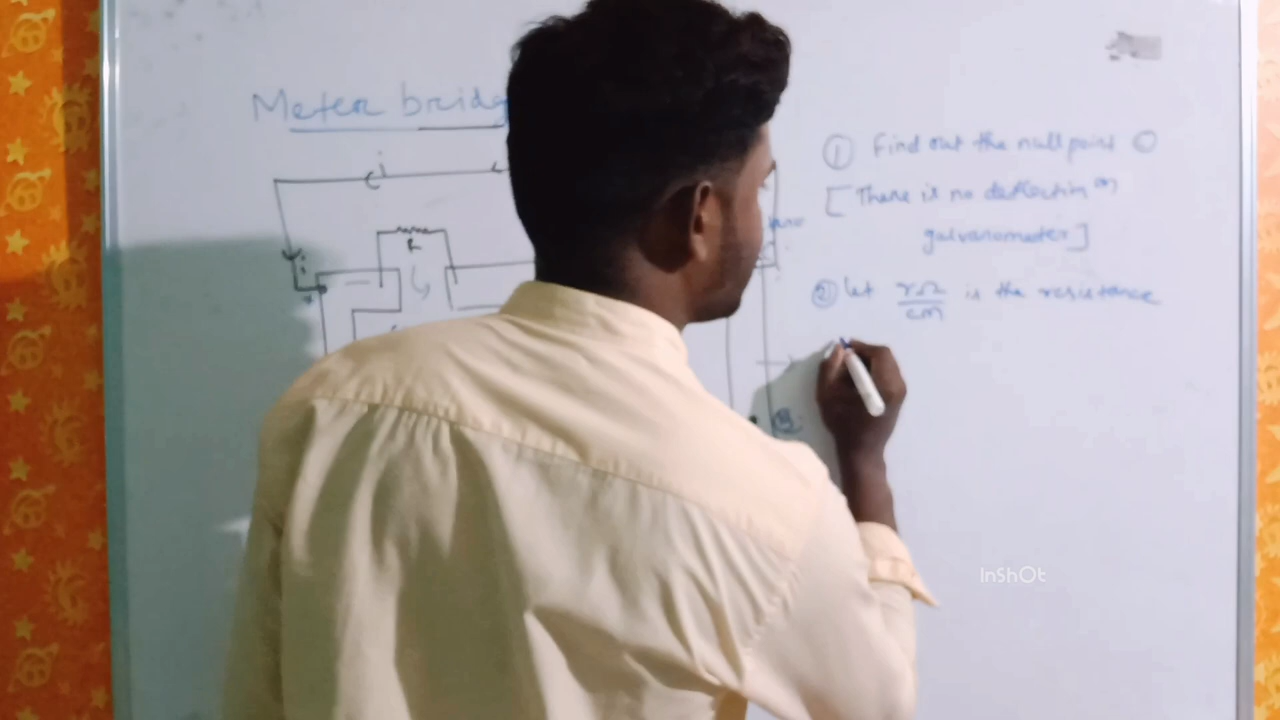 Meter bridg
i
R
i
① Find out the null point
[There is no deflection on
galvanometer]
② let rΩ/cm is the resistance
B
InShOt